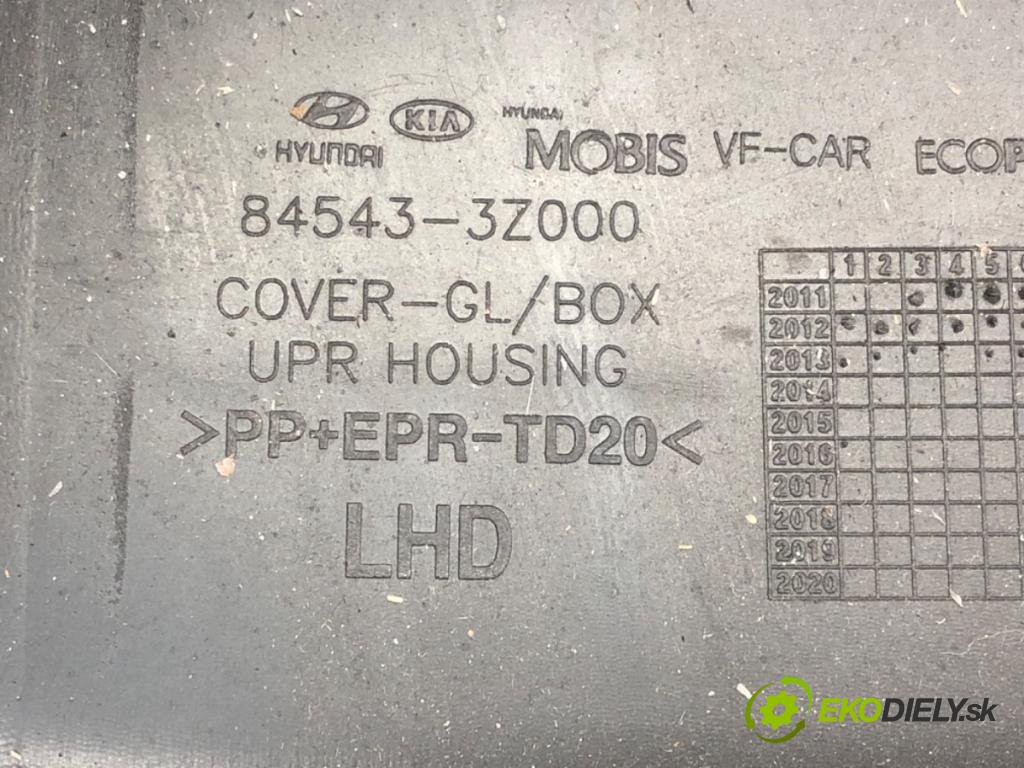 HYUNDAI
KIA
HYUNDAI
MOBIS VF-CAR
84543-3Z000
COVER-GL/BOX
UPR HOUSING
>PP+EPR-TD20<
LHD
1 2 3 4 5
2011
2012
2013
2014
2015
2016
2017
2018
2019
2020
EKODIELY.sk